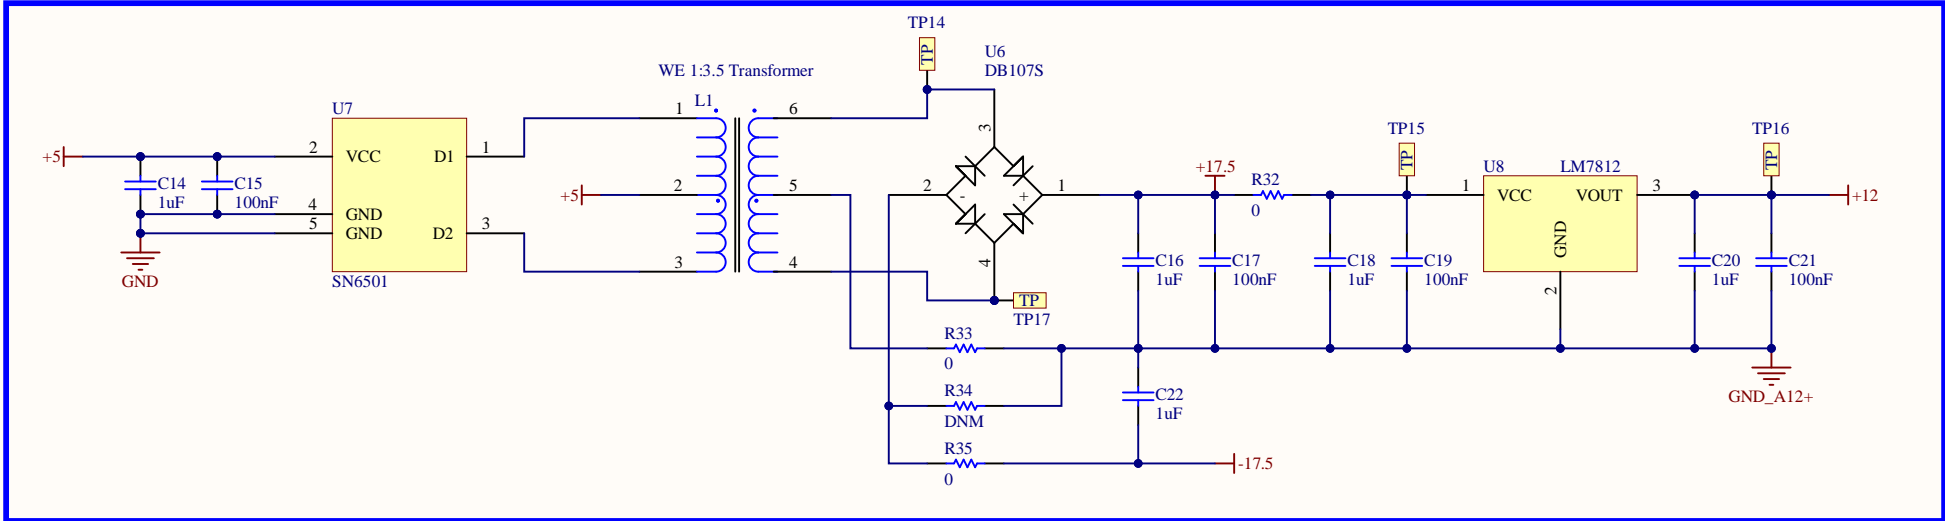 TP14
TP
U6
DB107S
WE 1:3.5 Transformer
U7
L1
1
6
TP15
TP16
3
TP
TP
+5
2
VCC
D1
1
+17.5
U8
LM7812
C14
1uF
C15
100nF
+5
2
5
2
-
+
1
R32
0
1
VCC
VOUT
3
+12
4
GND
5
GND
D2
3
GND
3
4
4
C16
1uF
C17
100nF
C18
1uF
C19
100nF
GND
C20
1uF
C21
100nF
GND
SN6501
2
TP
TP17
R33
0
R34
DNM
C22
1uF
GND_A12+
R35
0
-17.5